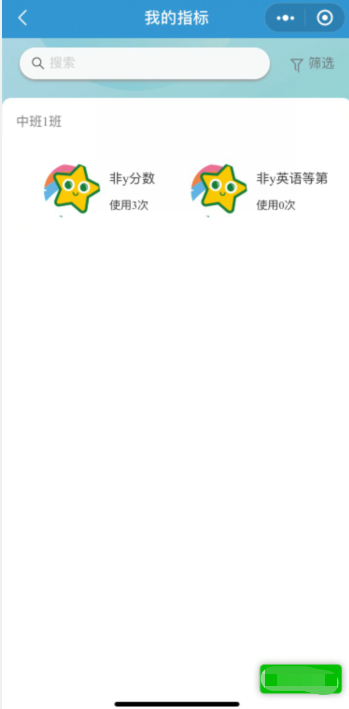 我的指标
搜索
筛选
中班1班
非y分数
使用3次
非y英语等第
使用0次